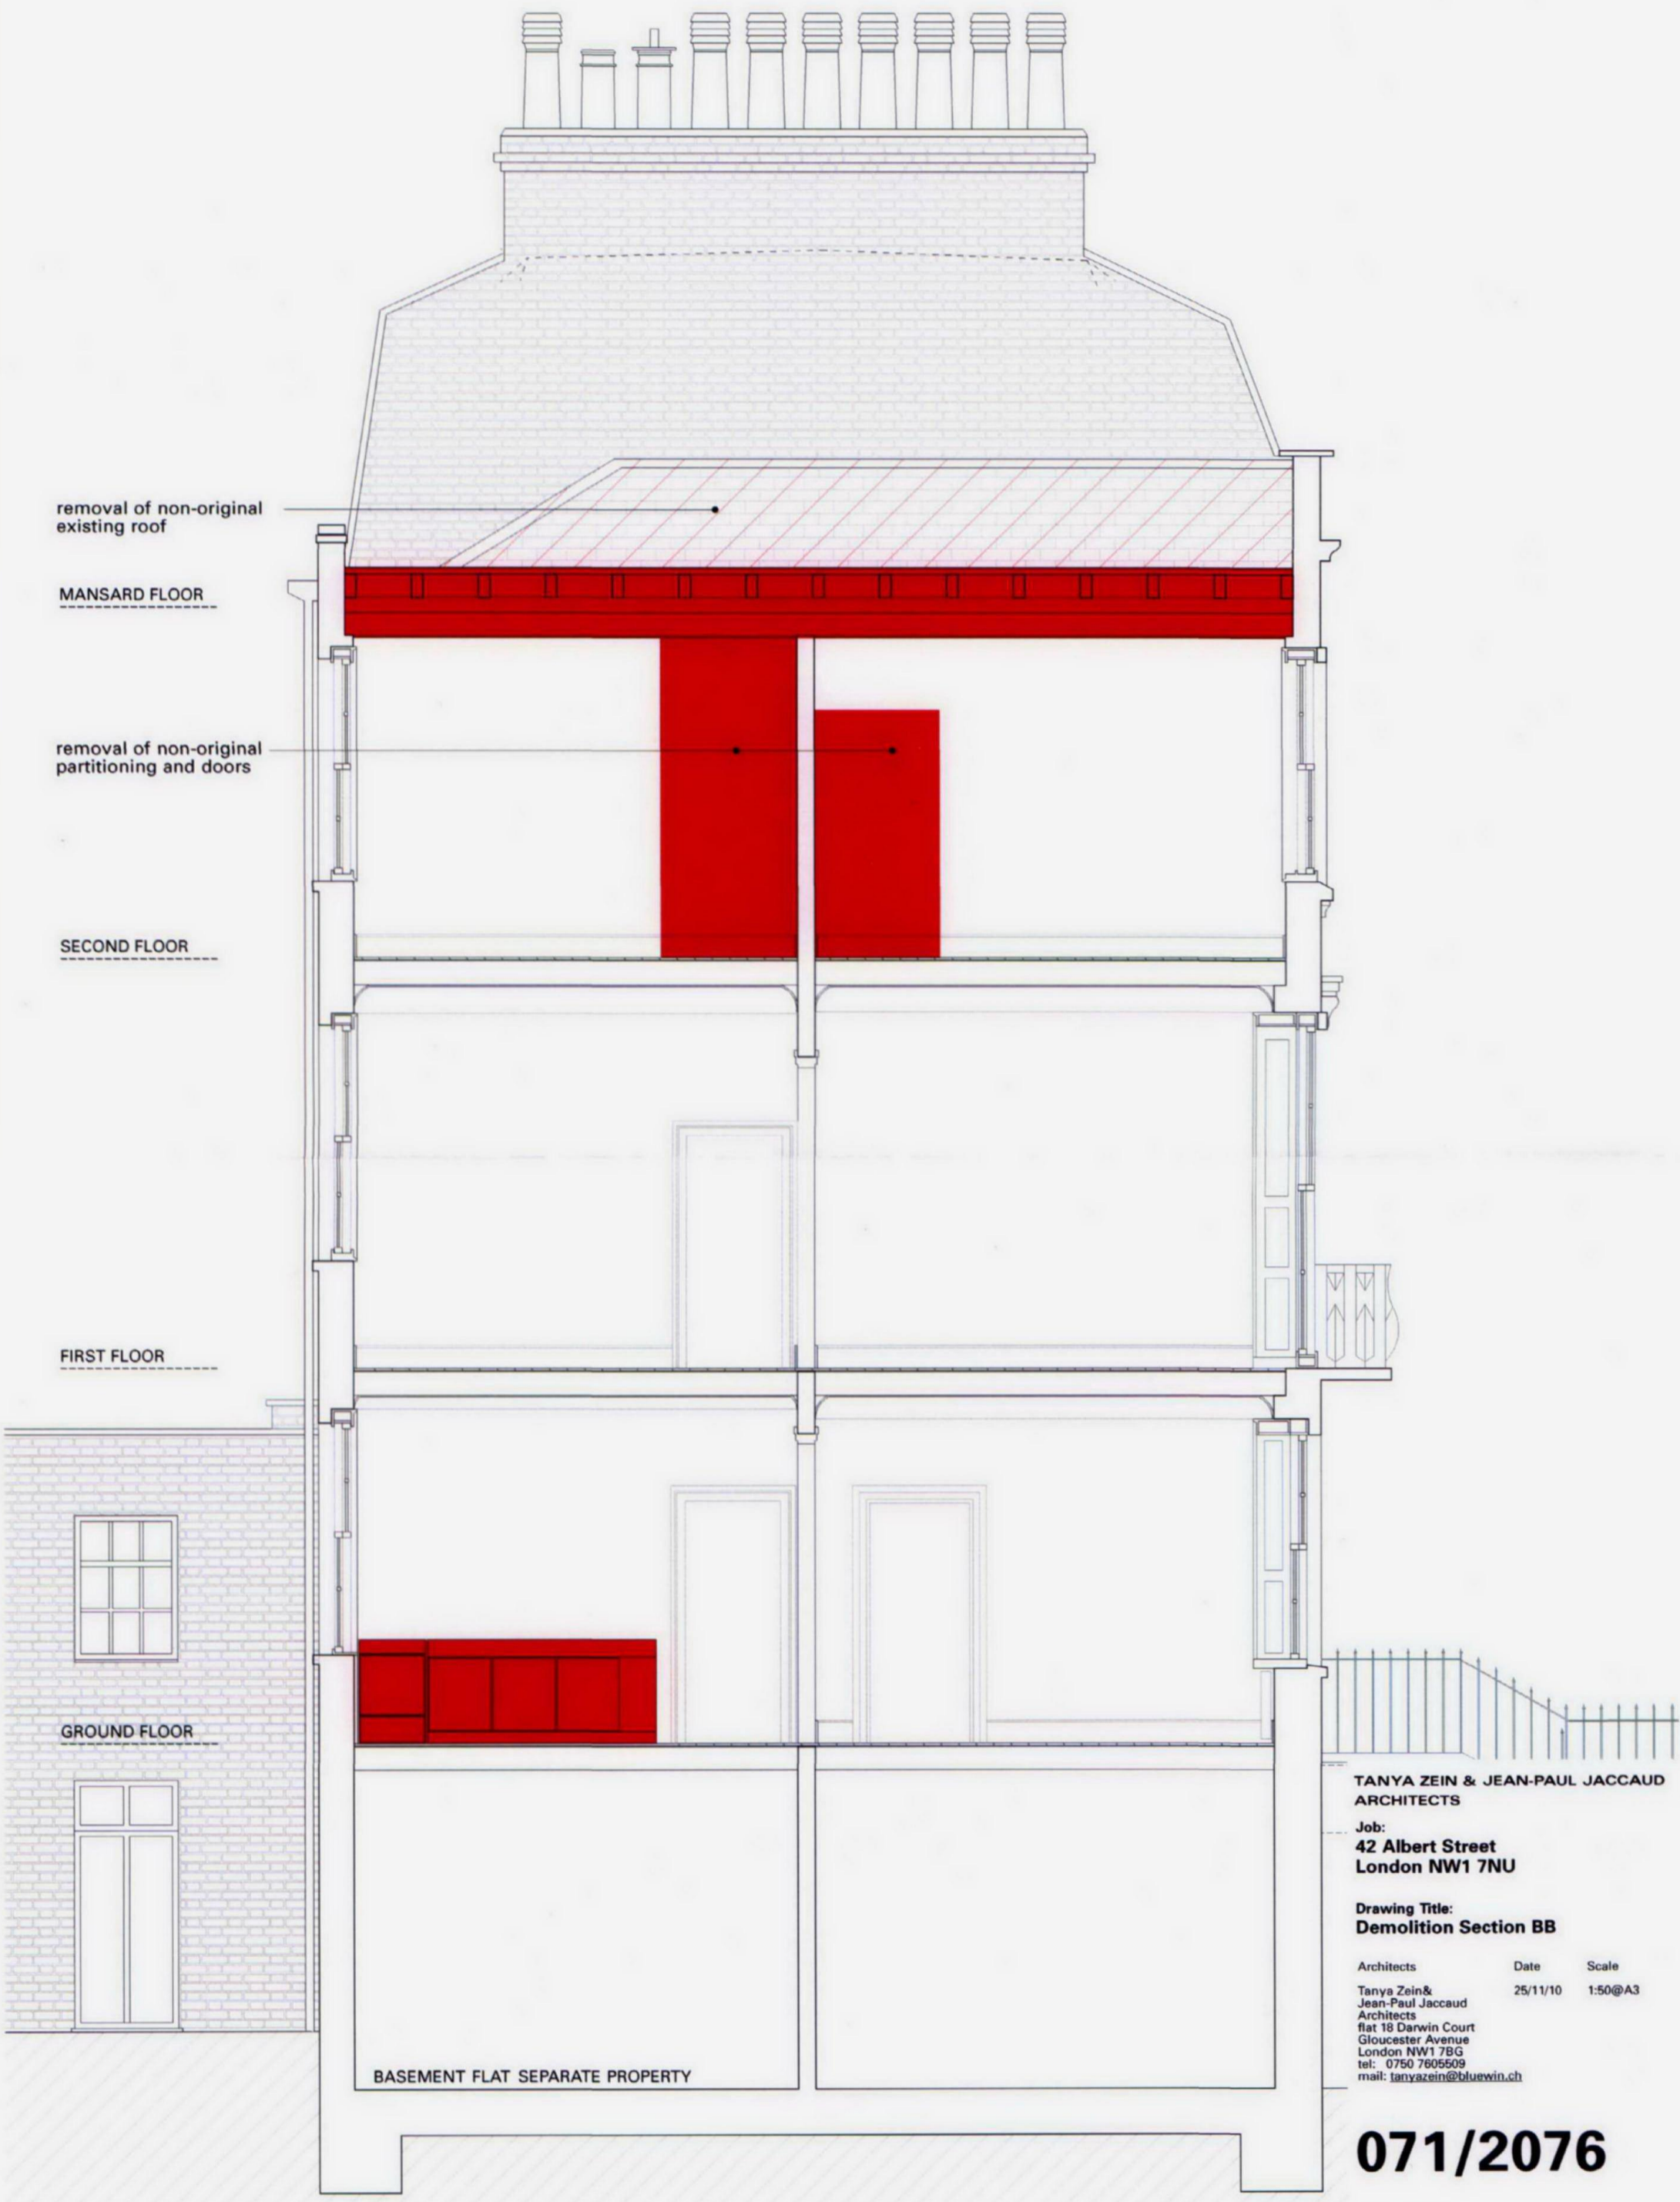 removal of non-original
existing roof
MANSARD FLOOR
removal of non-original
partitioning and doors
SECOND FLOOR
FIRST FLOOR
GROUND FLOOR
BASEMENT FLAT SEPARATE PROPERTY
TANYA ZEIN & JEAN-PAUL JACCAUD
ARCHITECTS
Job:
42 Albert Street
London NW1 7NU
Drawing Title:
Demolition Section BB
Architects Date Scale
Tanya Zein& 25/11/10 1:50@A3
Jean-Paul Jaccaud
Architects
flat 18 Darwin Court
Gloucester Avenue
London NW1 7BG
tel: 0750 7605509
mail: tanyazein@bluewin.ch
071/2076